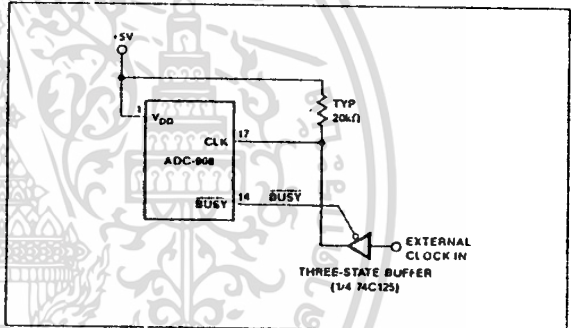 +5V
1
VDD
TYP
20kΩ
CLK 17
ADC-908
BUSY 14 BUSY
EXTERNAL
CLOCK IN
THREE-STATE BUFFER
(1/4 74C125)